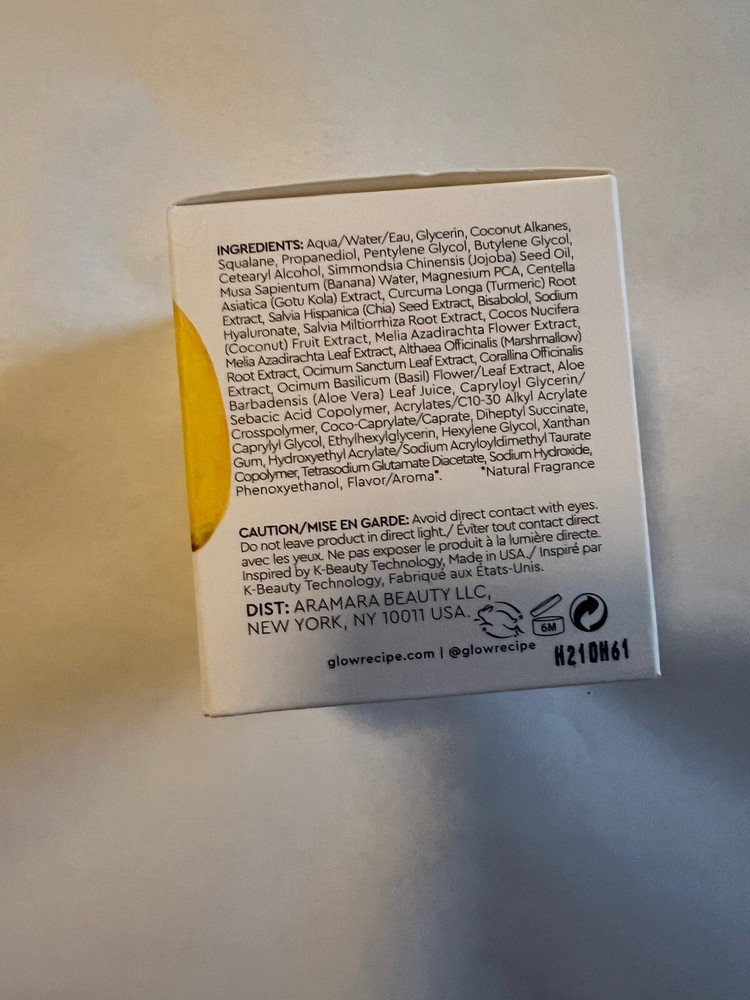 INGREDIENTS: Aqua/Water/Eau, Glycerin, Coconut Alkanes,
Squalane, Propanediol, Pentylene Glycol, Butylene Glycol,
Cetearyl Alcohol, Simmondsia Chinensis (Jojoba) Seed Oil,
Musa Sapientum (Banana) Water, Magnesium PCA, Centella
Asiatica (Gotu Kola) Extract, Curcuma Longa (Turmeric) Root
Extract, Salvia Hispanica (Chia) Seed Extract, Bisabolol, Sodium
Hyaluronate, Salvia Miltiorrhiza Root Extract, Cocos Nucifera
(Coconut) Fruit Extract, Melia Azadirachta Flower Extract,
Melia Azadirachta Leaf Extract, Althaea Officinalis (Marshmallow)
Root Extract, Ocimum Sanctum Leaf Extract, Corallina Officinalis
Extract, Ocimum Basilicum (Basil) Flower/Leaf Extract, Aloe
Barbadensis (Aloe Vera) Leaf Juice, Capryloyl Glycerin/
Sebacic Acid Copolymer, Acrylates/C10-30 Alkyl Acrylate
Crosspolymer, Coco-Caprylate/Caprate, Diheptyl Succinate,
Caprylyl Glycol, Ethylhexylglycerin, Hexylene Glycol, Xanthan
Gum, Hydroxyethyl Acrylate/Sodium Acryloyldimethyl Taurate
Copolymer, Tetrasodium Glutamate Diacetate, Sodium Hydroxide,
Phenoxyethanol, Flavor/Aroma*. *Natural Fragrance
CAUTION/MISE EN GARDE: Avoid direct contact with eyes.
Do not leave product in direct light./ Éviter tout contact direct
avec les yeux. Ne pas exposer le produit à la lumière directe.
Inspired by K-Beauty Technology, Made in USA./ Inspiré par
K-Beauty Technology, Fabriqué aux États-Unis.
DIST: ARAMARA BEAUTY LLC,
NEW YORK, NY 10011 USA.
6M
glowrecipe.com | @glowrecipe
H210H61